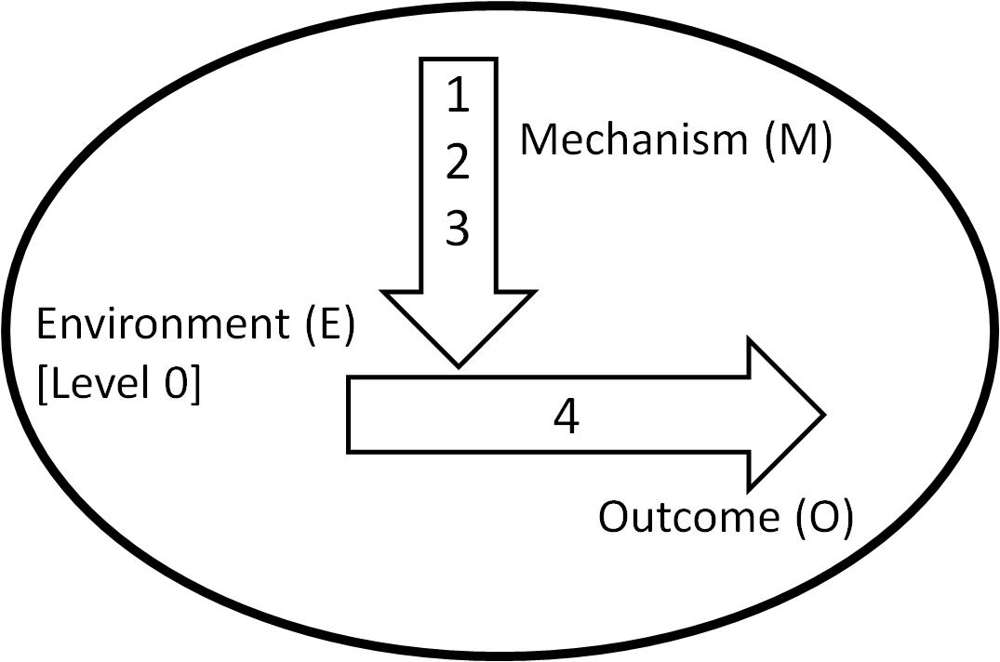 1
2
3
Mechanism (M)
Environment (E)
[Level 0]
4
Outcome (O)